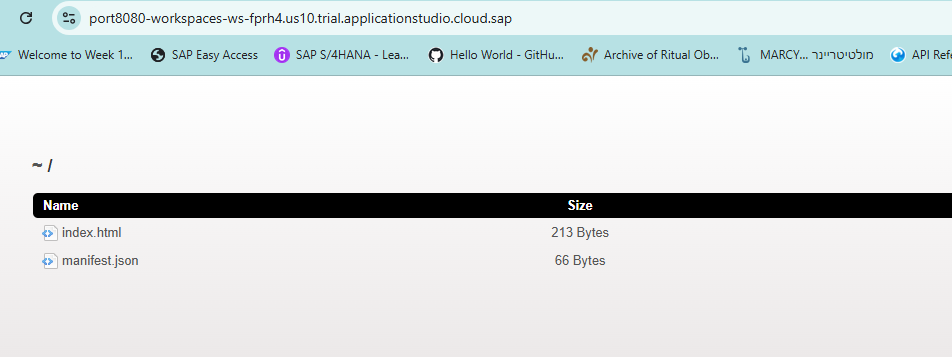 port8080-workspaces-ws-fprh4.us10.trial.applicationstudio.cloud.sap
SAP Welcome to Week 1... SAP Easy Access SAP S/4HANA - Lea... Hello World - GitHu... Archive of Ritual Ob... MARCY... מולטיטריינר API Refe
~ /
Name Size
index.html 213 Bytes
manifest.json 66 Bytes